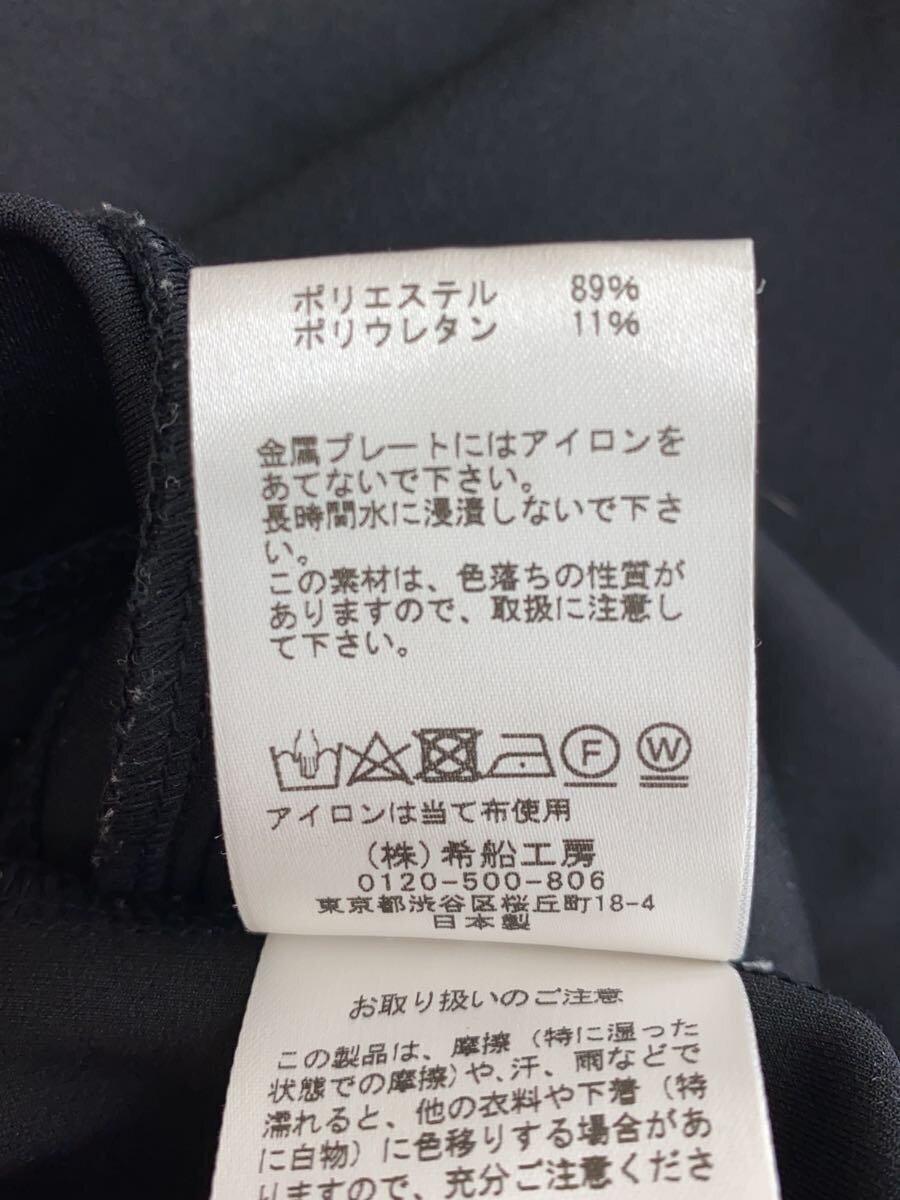 ポリエステル 89%
ポリウレタン 11%
金属プレートにはアイロンを
あてないで下さい。
長時間水に浸漬しないで下さ
い。
この素材は、色落ちの性質が
ありますので、取扱に注意し
て下さい。
F W
アイロンは当て布使用
(株)希船工房
0120-500-806
東京都渋谷区桜丘町18-4
日本製
お取り扱いのご注意
この製品は、摩擦(特に湿った
状態での摩擦)や、汗、雨などで
濡れると、他の衣料や下着(特
に白物)に色移りする場合があ
りますので、充分ご注意くださ